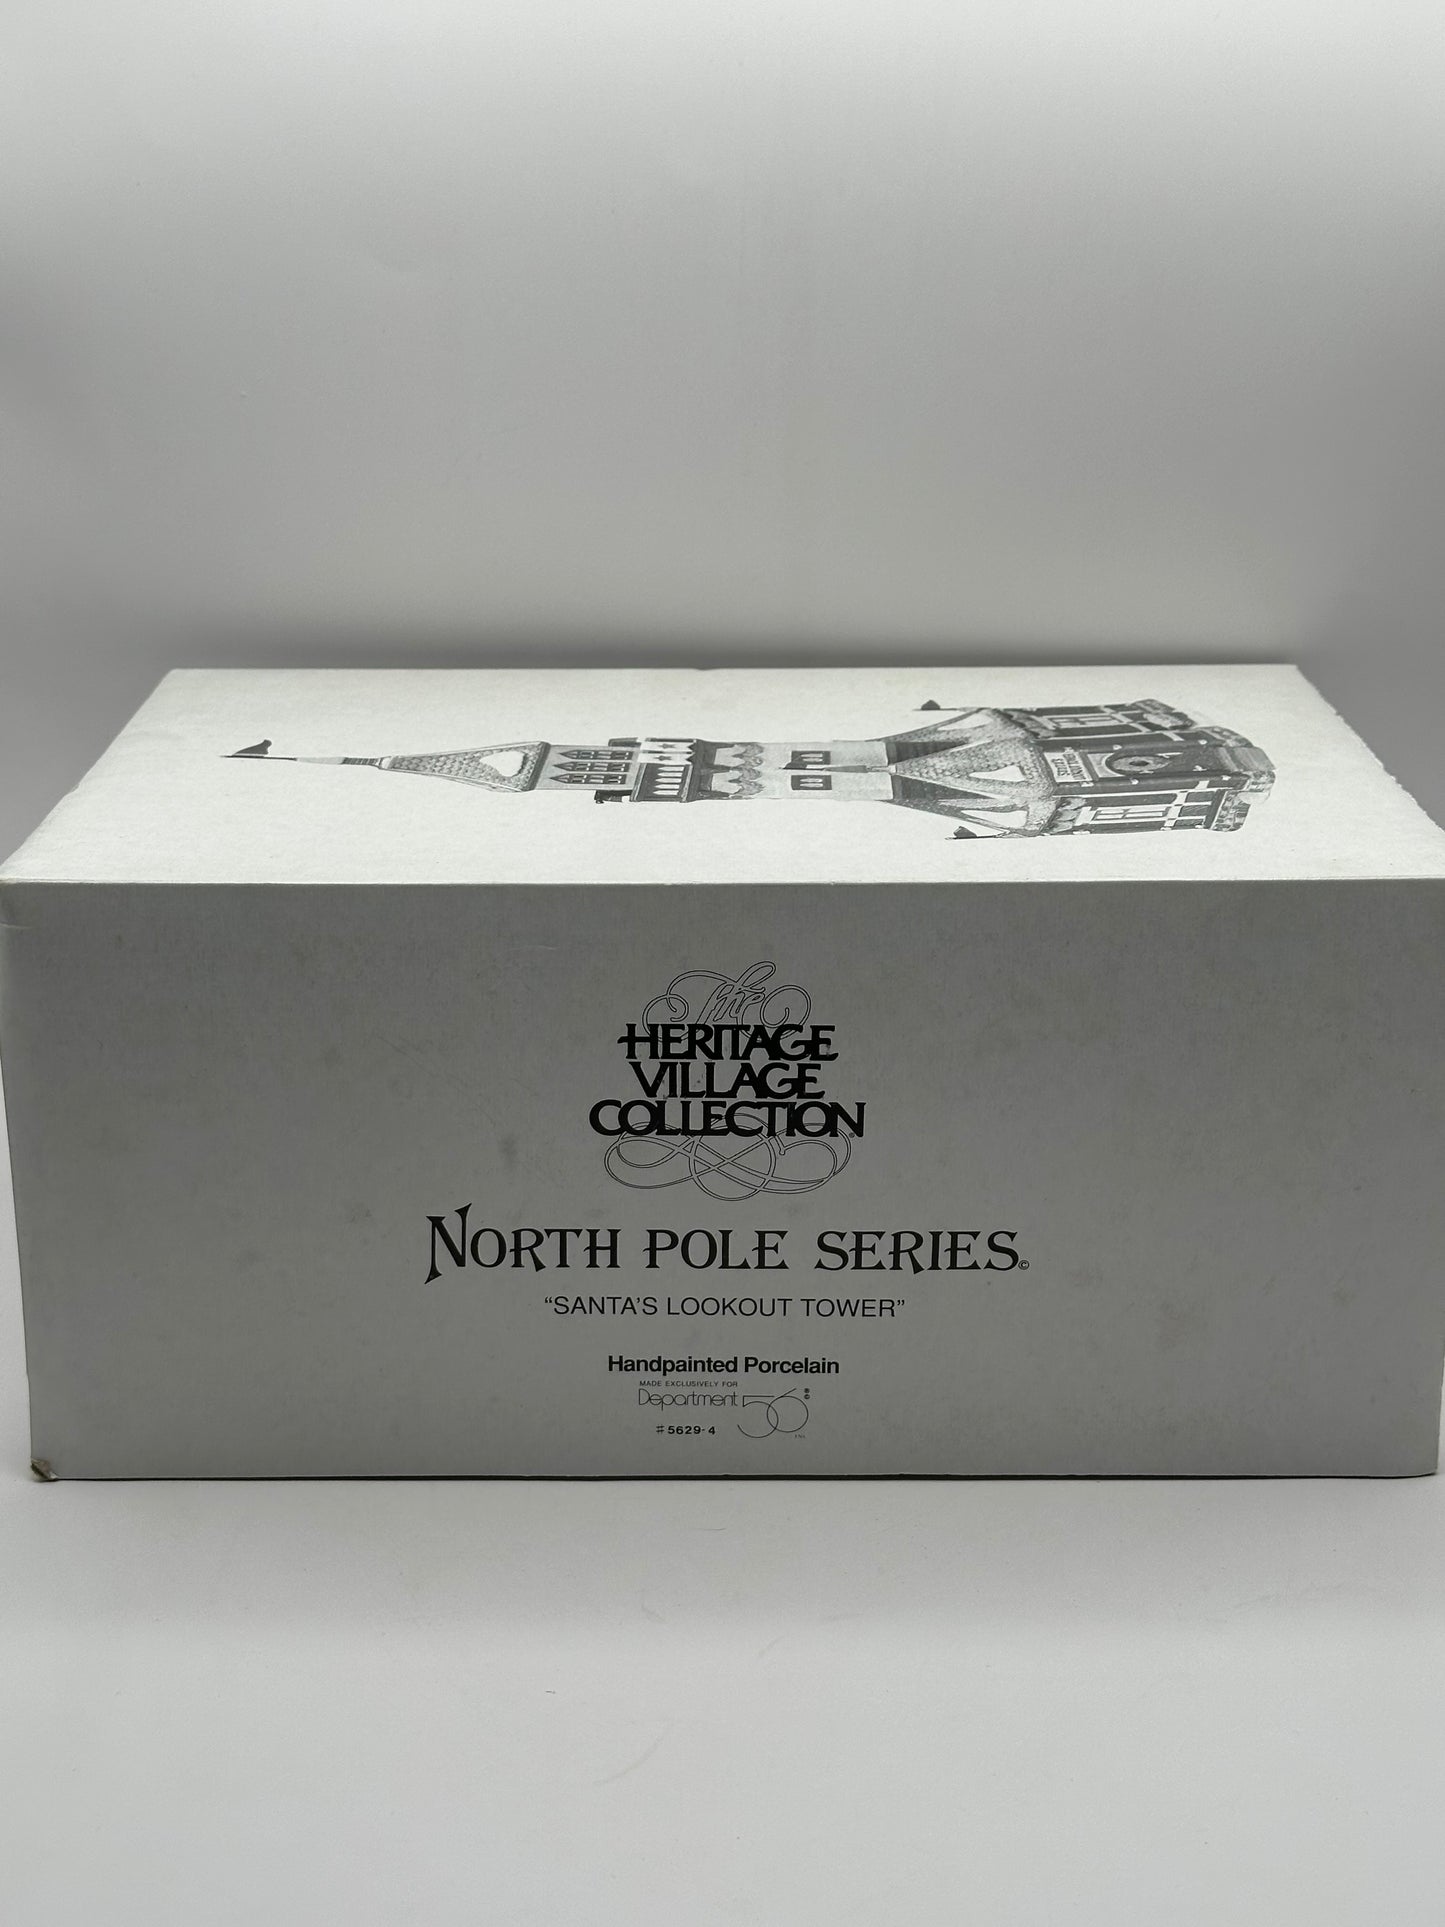 The
HERITAGE
VILLAGE
COLLECTION®
NORTH POLE SERIES©
"SANTA'S LOOKOUT TOWER"
Handpainted Porcelain
MADE EXCLUSIVELY FOR
Department 56 ® ©
INC.
#5629-4